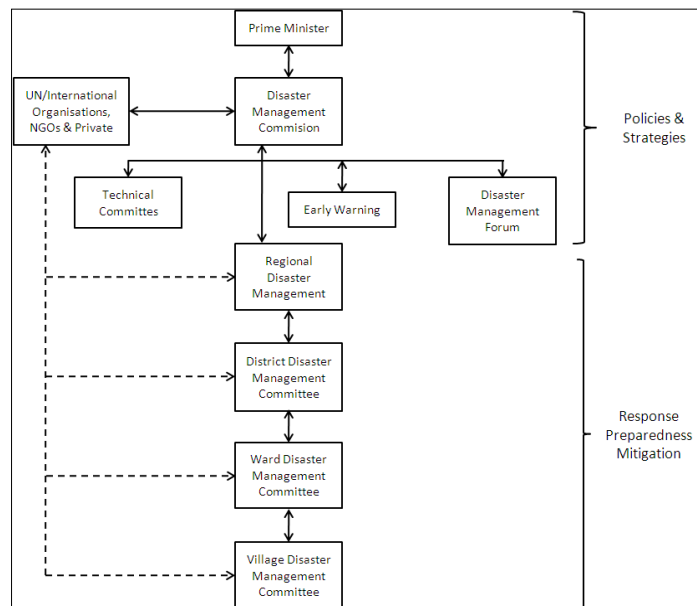 Prime Minister
UN/International
Organisations,
NGOs & Private
Disaster
Management
Commision
Policies &
Strategies
Technical
Committes
Early Warning
Disaster
Management
Forum
Regional
Disaster
Management
District Disaster
Management
Committee
Response
Preparedness
Mitigation
Ward Disaster
Management
Committee
Village Disaster
Management
Committee